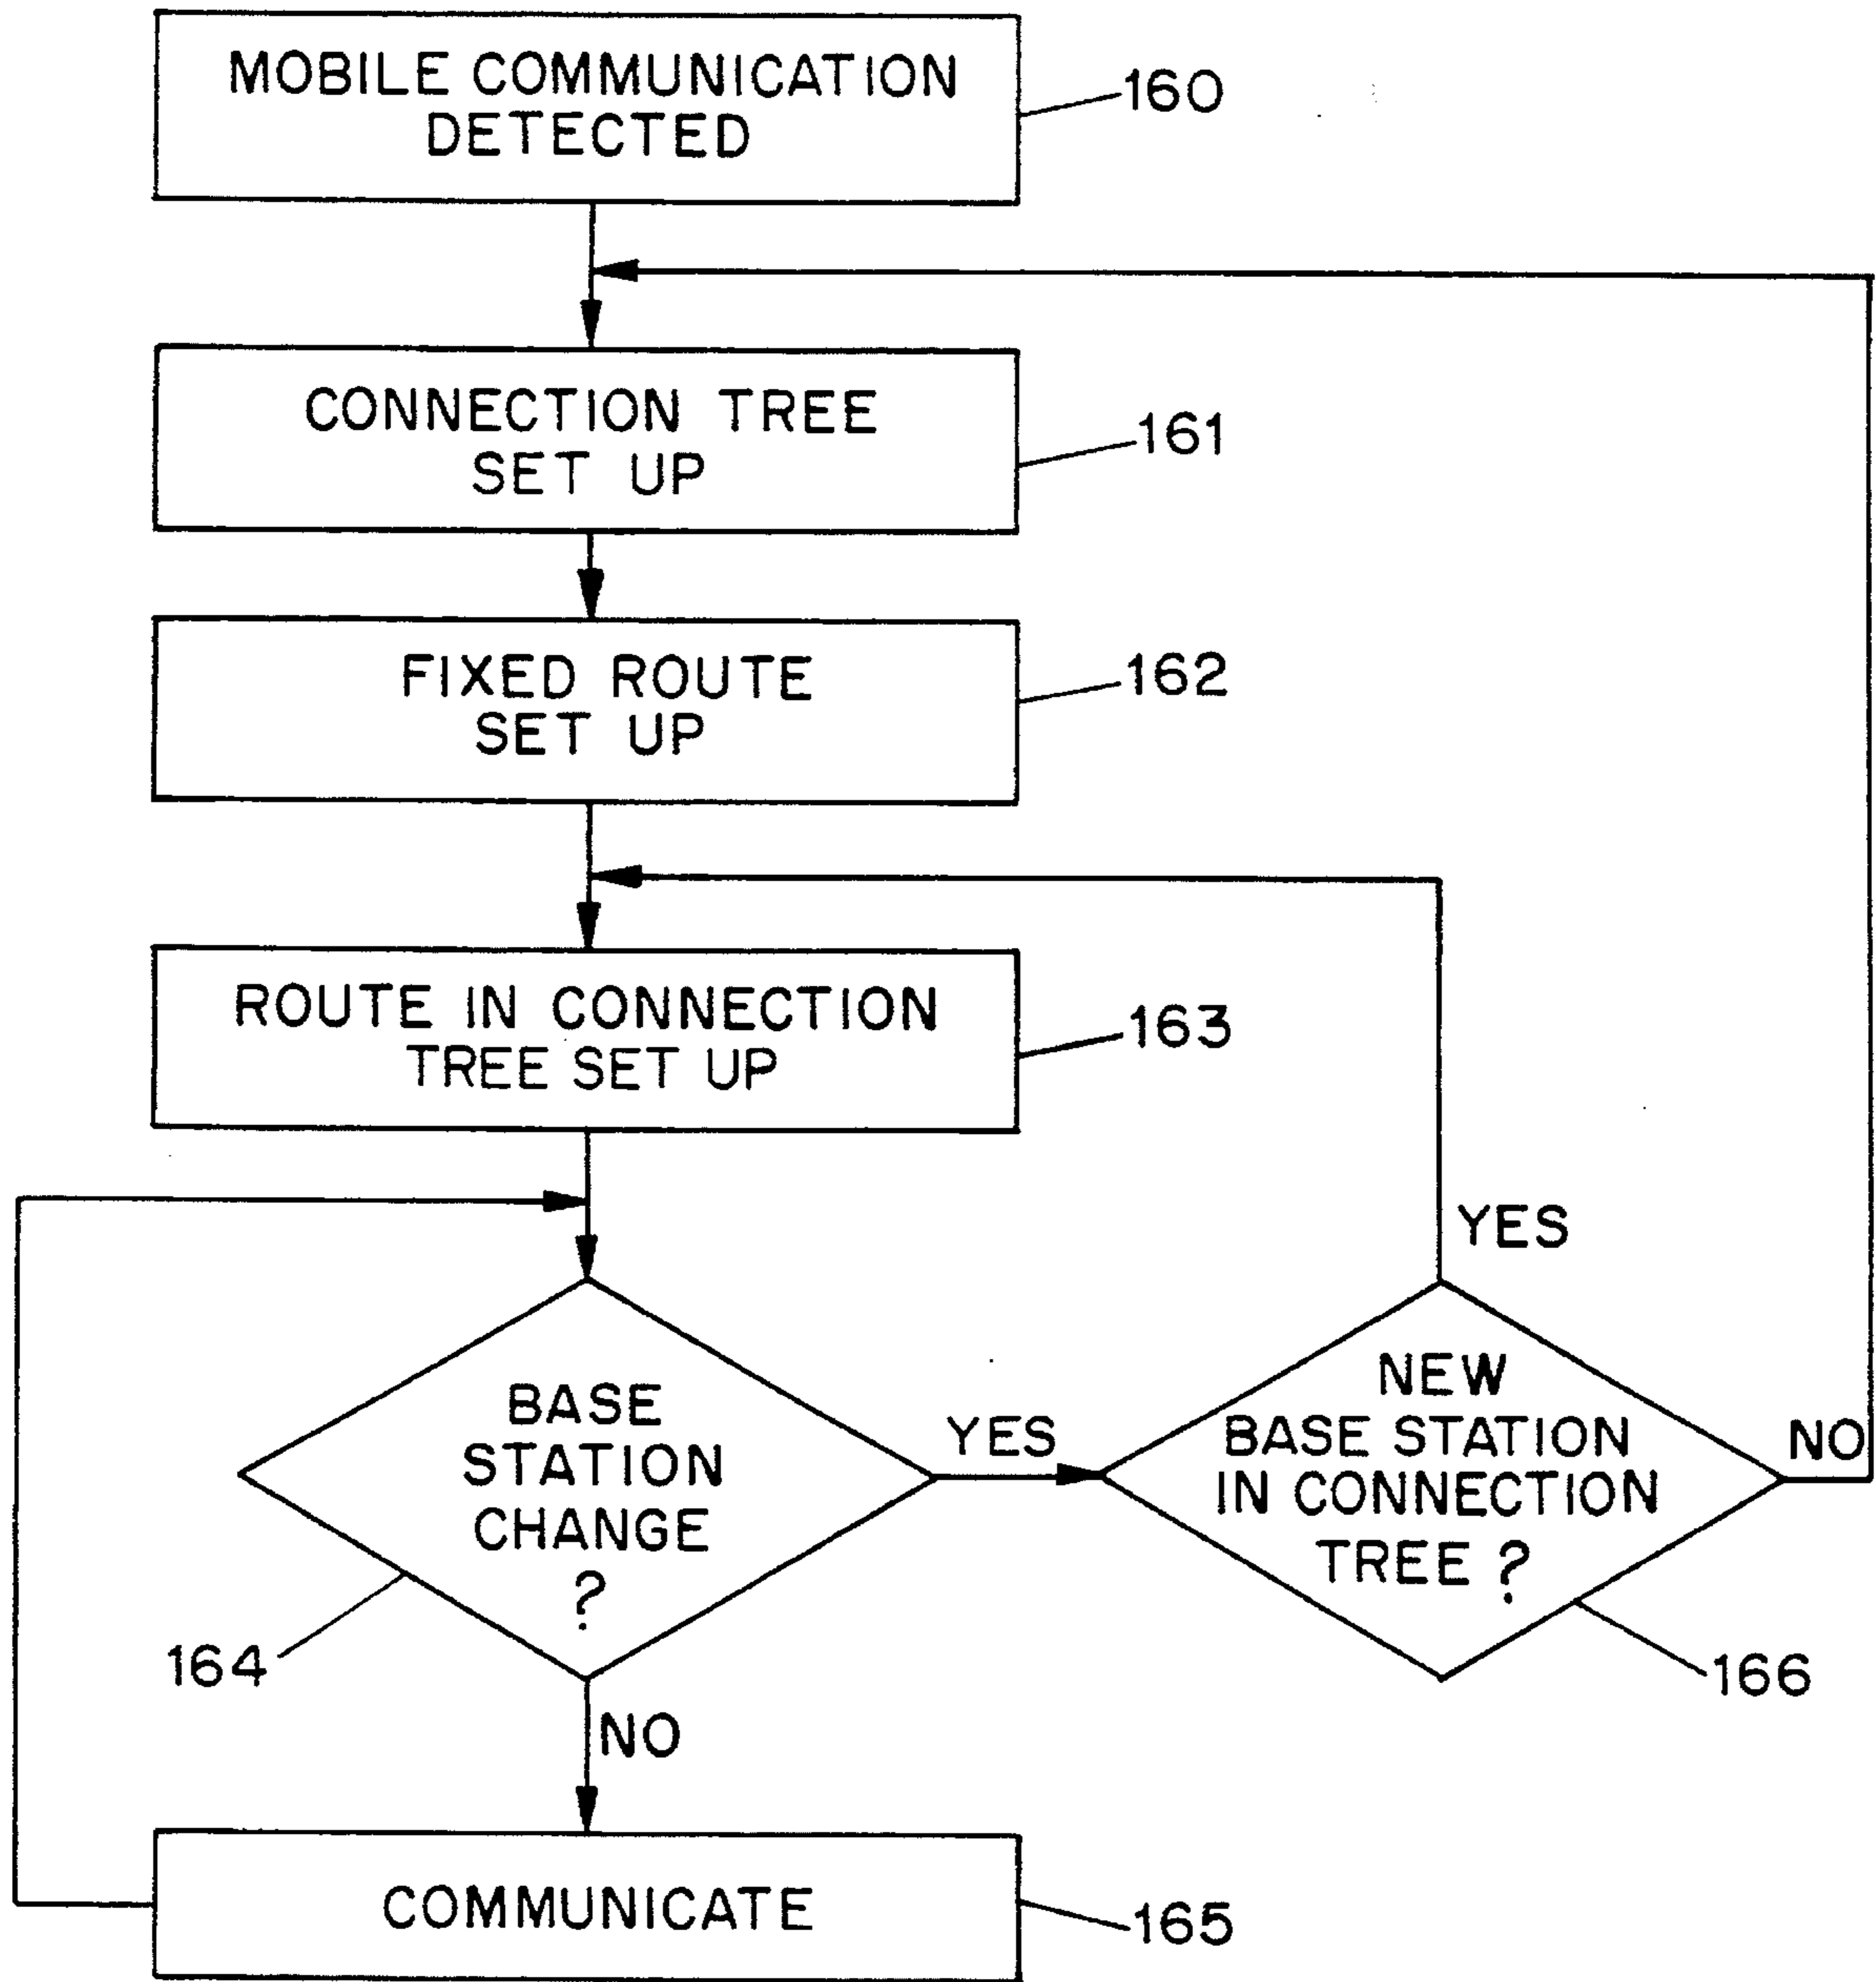 MOBILE COMMUNICATION
DETECTED
160
CONNECTION TREE
SET UP
161
FIXED ROUTE
SET UP
162
ROUTE IN CONNECTION
TREE SET UP
163
BASE
STATION
CHANGE
?
164
YES
NEW
BASE STATION
IN CONNECTION
TREE ?
166
YES
NO
NO
COMMUNICATE
165